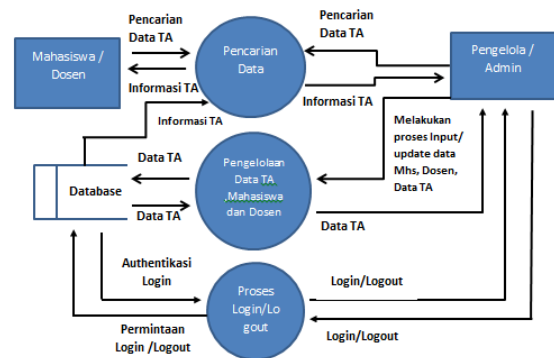 Mahasiswa /
Dosen
Pencarian
Data TA
Informasi TA
Pencarian
Data
Pencarian
Data TA
Informasi TA
Pengelola /
Admin
Informasi TA
Melakukan
proses Input/
update data
Mhs, Dosen,
Data TA
Database
Data TA
Data TA
Pengelolaan
Data TA
,Mahasiswa
dan Dosen
Data TA
Authentikasi
Login
Permintaan
Login /Logout
Proses
Login/Lo
gout
Login/Logout
Login/Logout